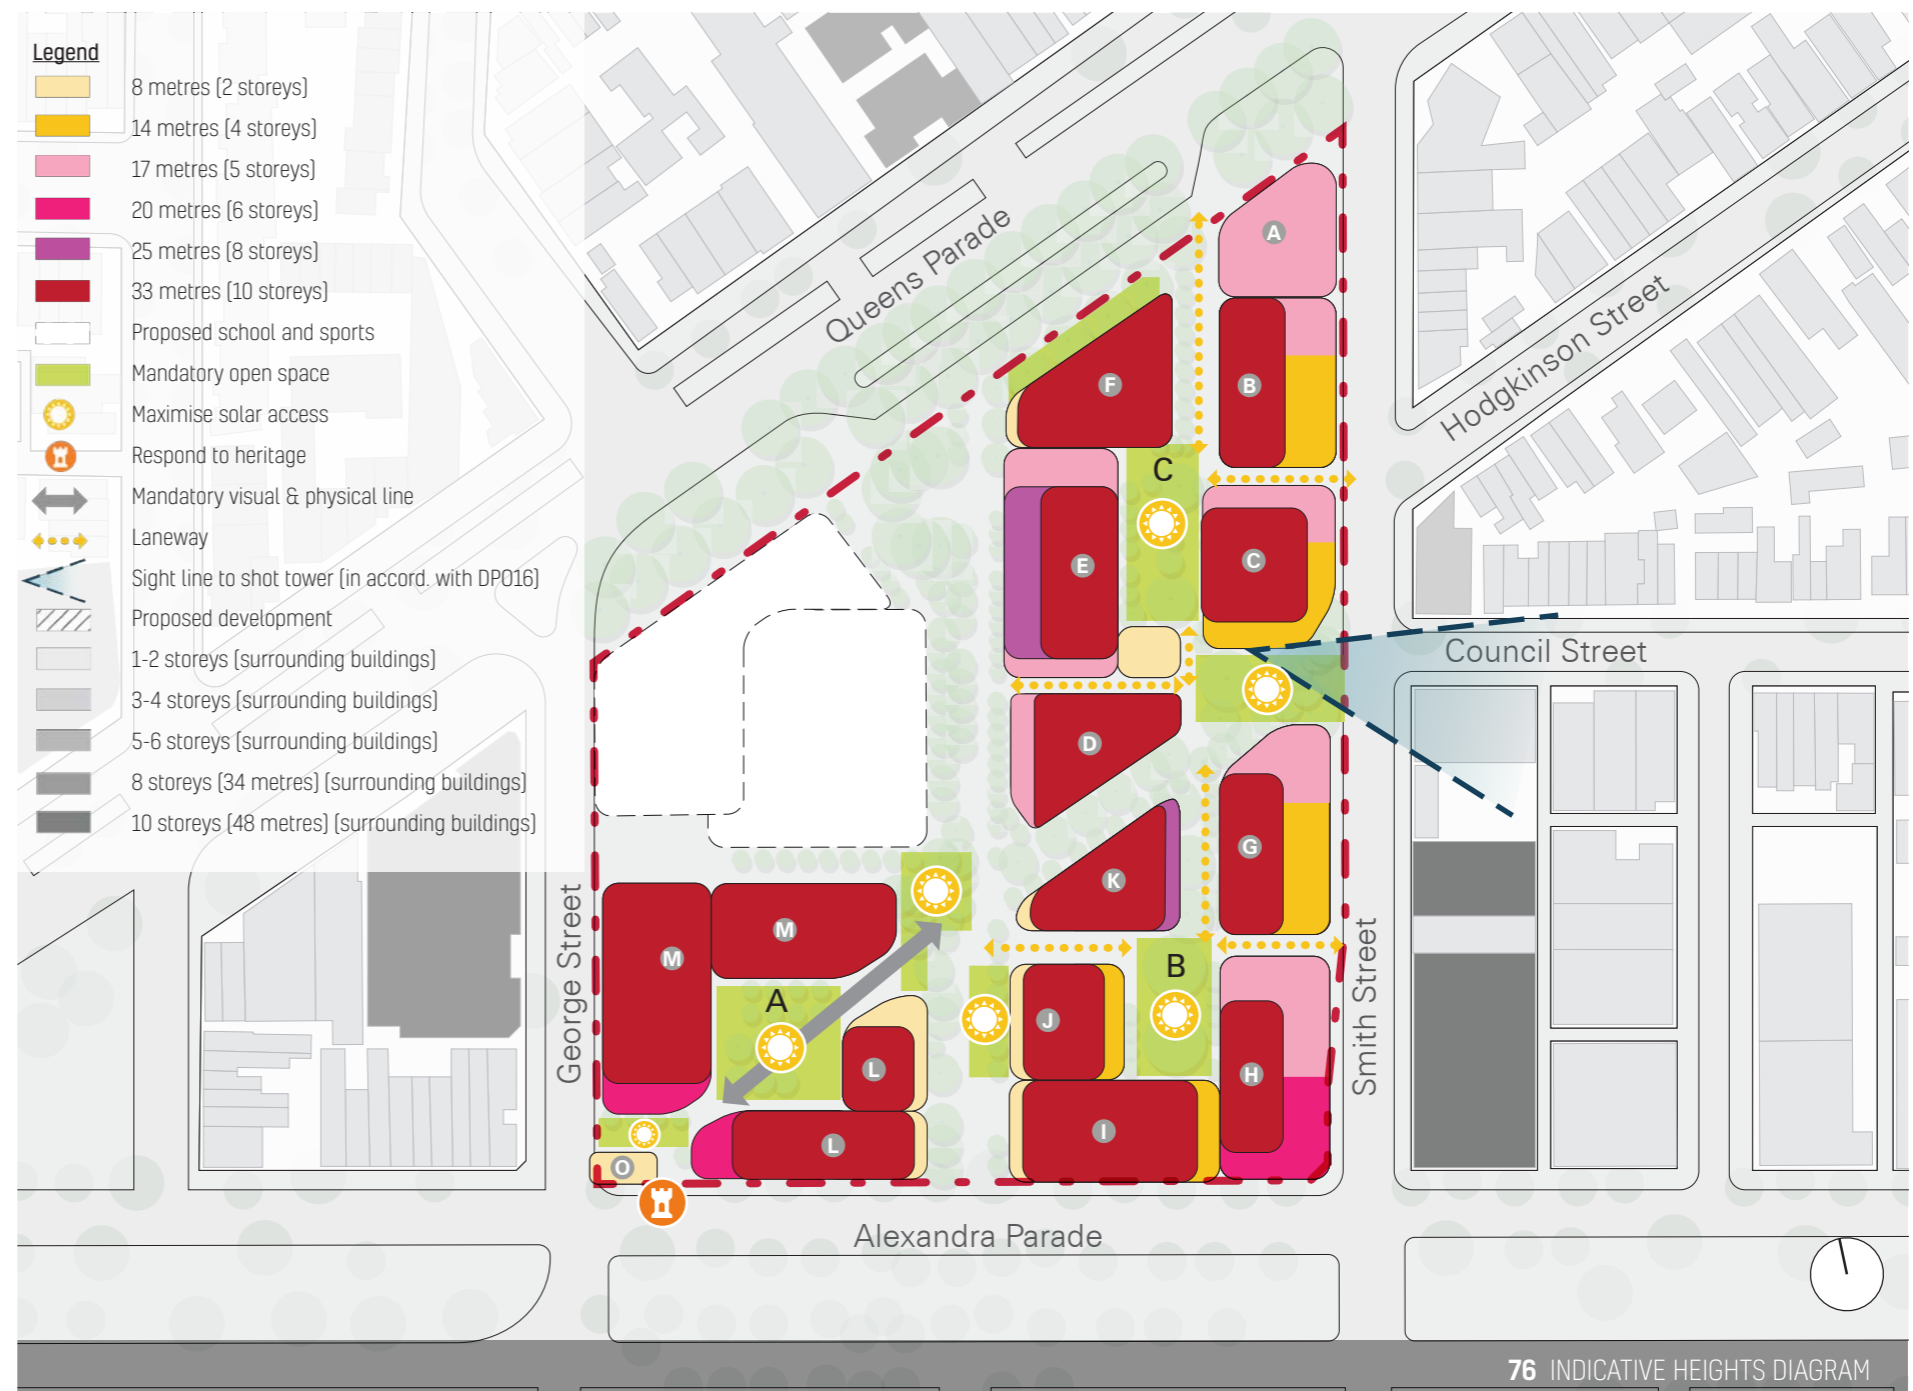 Legend
8 metres (2 storeys)
14 metres (4 storeys)
17 metres (5 storeys)
20 metres (6 storeys)
25 metres (8 storeys)
33 metres (10 storeys)
Proposed school and sports
Mandatory open space
Maximise solar access
Respond to heritage
Mandatory visual & physical line
Laneway
Sight line to shot tower (in accord. with DPO16)
Proposed development
1-2 storeys (surrounding buildings)
3-4 storeys (surrounding buildings)
5-6 storeys (surrounding buildings)
8 storeys (34 metres) (surrounding buildings)
10 storeys (48 metres) (surrounding buildings)
Queens Parade
Hodgkinson Street
Council Street
Smith Street
George Street
Alexandra Parade
A
B
F
C
E
C
D
G
K
M
M
A
B
J
L
H
I
L
O
76 INDICATIVE HEIGHTS DIAGRAM